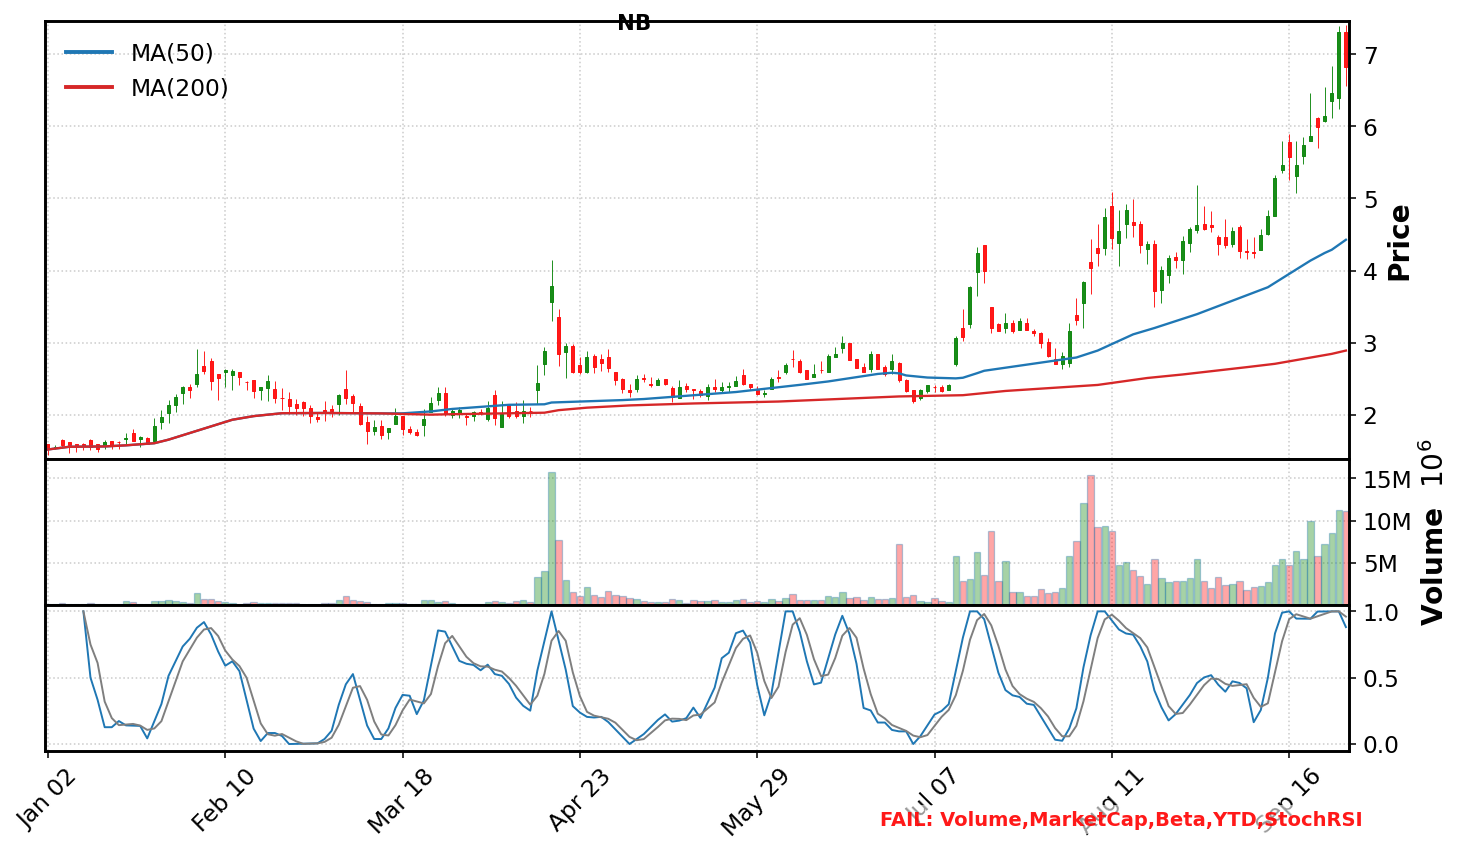 NB
MA(50)
MA(200)
7
6
5
4
3
2
Price
15M
10M
5M
Volume 10^6
1.0
0.5
0.0
Jan 02
Feb 10
Mar 18
Apr 23
May 29
Jul 07
Aug 11
Sep 16
FAIL: Volume,MarketCap,Beta,YTD,StochRSI